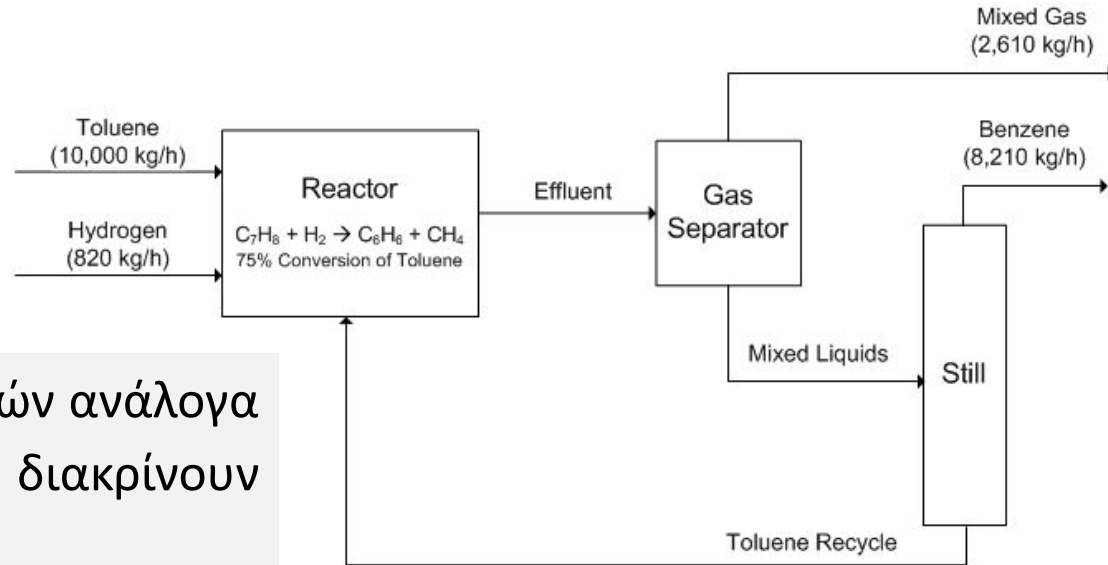 Mixed Gas
(2,610 kg/h)
Toluene
(10,000 kg/h)
Benzene
(8,210 kg/h)
Reactor
C₇H₈ + H₂ → C₆H₆ + CH₄
75% Conversion of Toluene
Effluent
Gas
Separator
Hydrogen
(820 kg/h)
Mixed Liquids
Still
ών ανάλογα
διακρίνουν
Toluene Recycle